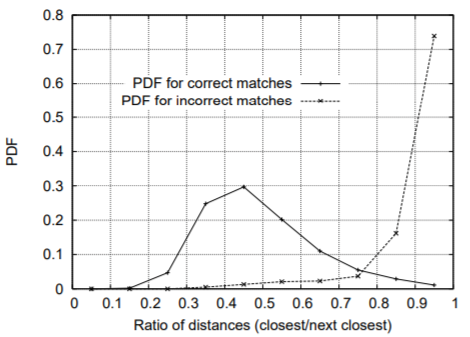 0.8
0.7
0.6
0.5
0.4
0.3
0.2
0.1
0
PDF
PDF for correct matches
PDF for incorrect matches
0 0.1 0.2 0.3 0.4 0.5 0.6 0.7 0.8 0.9 1
Ratio of distances (closest/next closest)